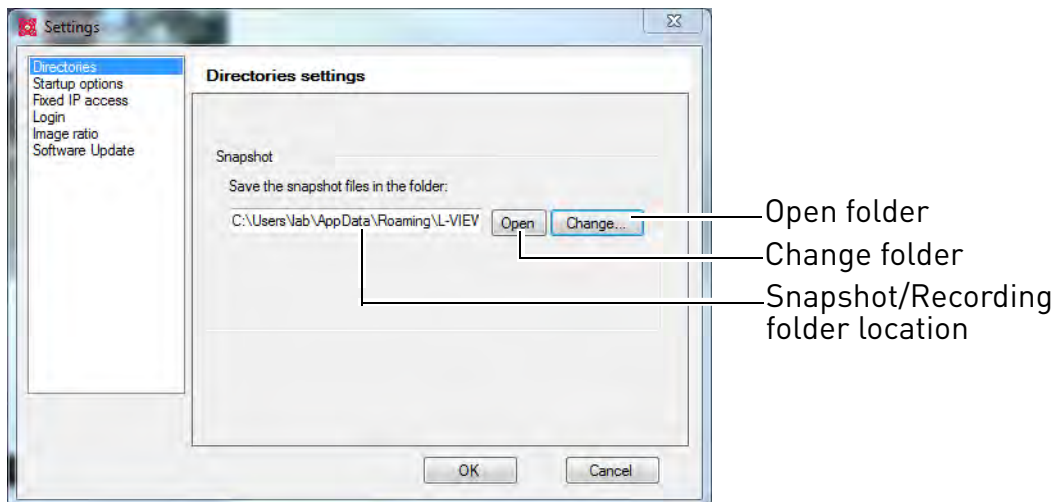 Settings
Directories
Startup options
Fixed IP access
Login
Image ratio
Software Update
Directories settings
Snapshot
Save the snapshot files in the folder:
C:\Users\lab\AppData\Roaming\L-VIEW
Open
Change...
Open folder
Change folder
Snapshot/Recording
folder location
OK
Cancel